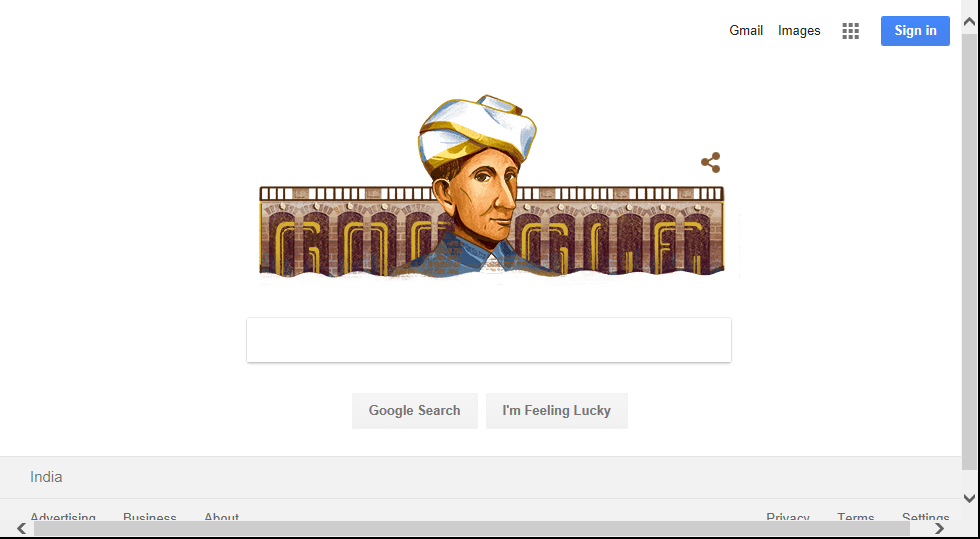 Gmail Images Sign in
Google Search I'm Feeling Lucky
India
Advertising Business About Privacy Terms Settings